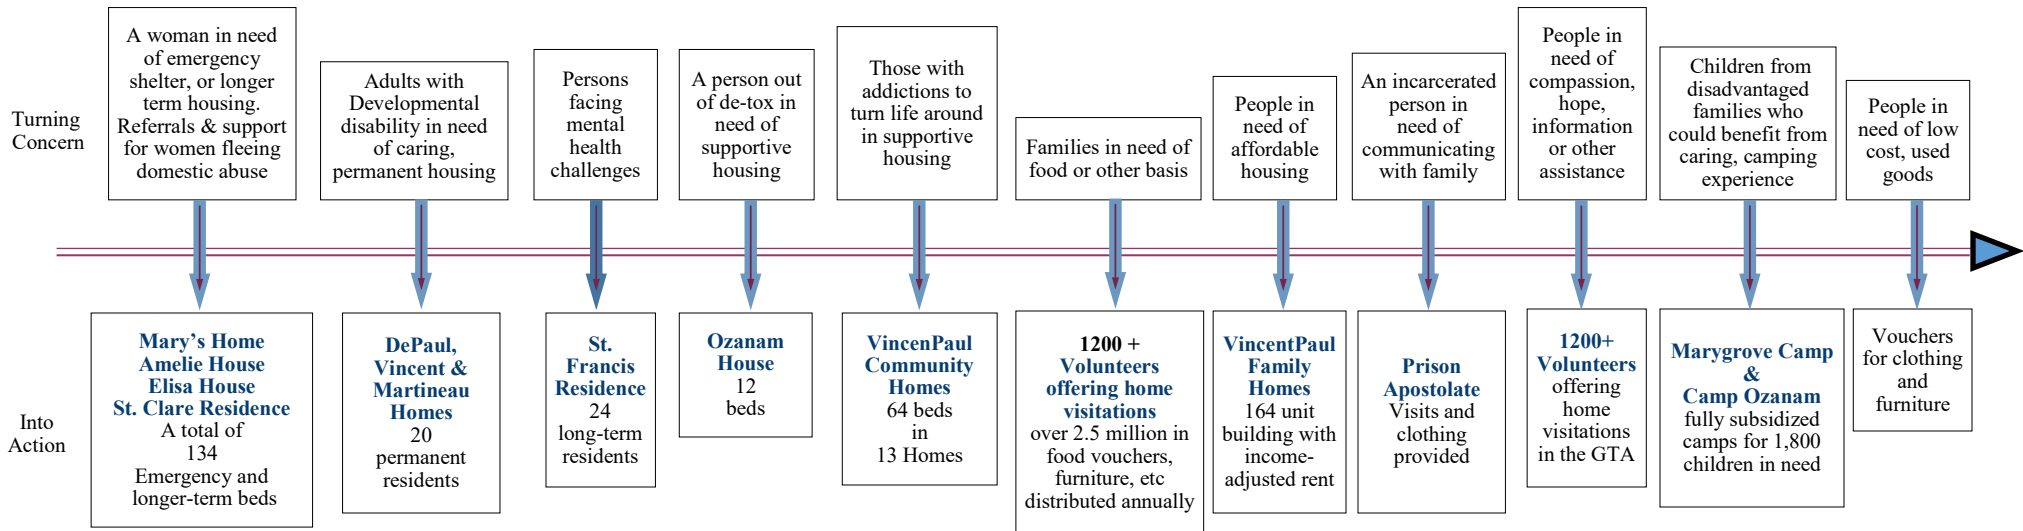 Turning
Concern
A woman in need
of emergency
shelter, or longer
term housing.
Referrals & support
for women fleeing
domestic abuse
Adults with
Developmental
disability in need
of caring,
permanent housing
Persons
facing
mental
health
challenges
A person out
of de-tox in
need of
supportive
housing
Those with
addictions to
turn life around
in supportive
housing
Families in need of
food or other basis
People in
need of
affordable
housing
An incarcerated
person in
need of
communicating
with family
People in
need of
compassion,
hope,
information
or other
assistance
Children from
disadvantaged
families who
could benefit from
caring, camping
experience
People in
need of low
cost, used
goods
Into
Action
Mary’s Home
Amelie House
Elisa House
St. Clare Residence
A total of
134
Emergency and
longer-term beds
DePaul,
Vincent &
Martineau
Homes
20
permanent
residents
St.
Francis
Residence
24
long-term
residents
Ozanam
House
12
beds
VincenPaul
Community
Homes
64 beds
in
13 Homes
1200 +
Volunteers
offering home
visitations
over 2.5 million in
food vouchers,
furniture, etc
distributed annually
VincentPaul
Family
Homes
164 unit
building with
income-
adjusted rent
Prison
Apostolate
Visits and
clothing
provided
1200+
Volunteers
offering
home
visitations
in the GTA
Marygrove Camp
&
Camp Ozanam
fully subsidized
camps for 1,800
children in need
Vouchers
for clothing
and
furniture